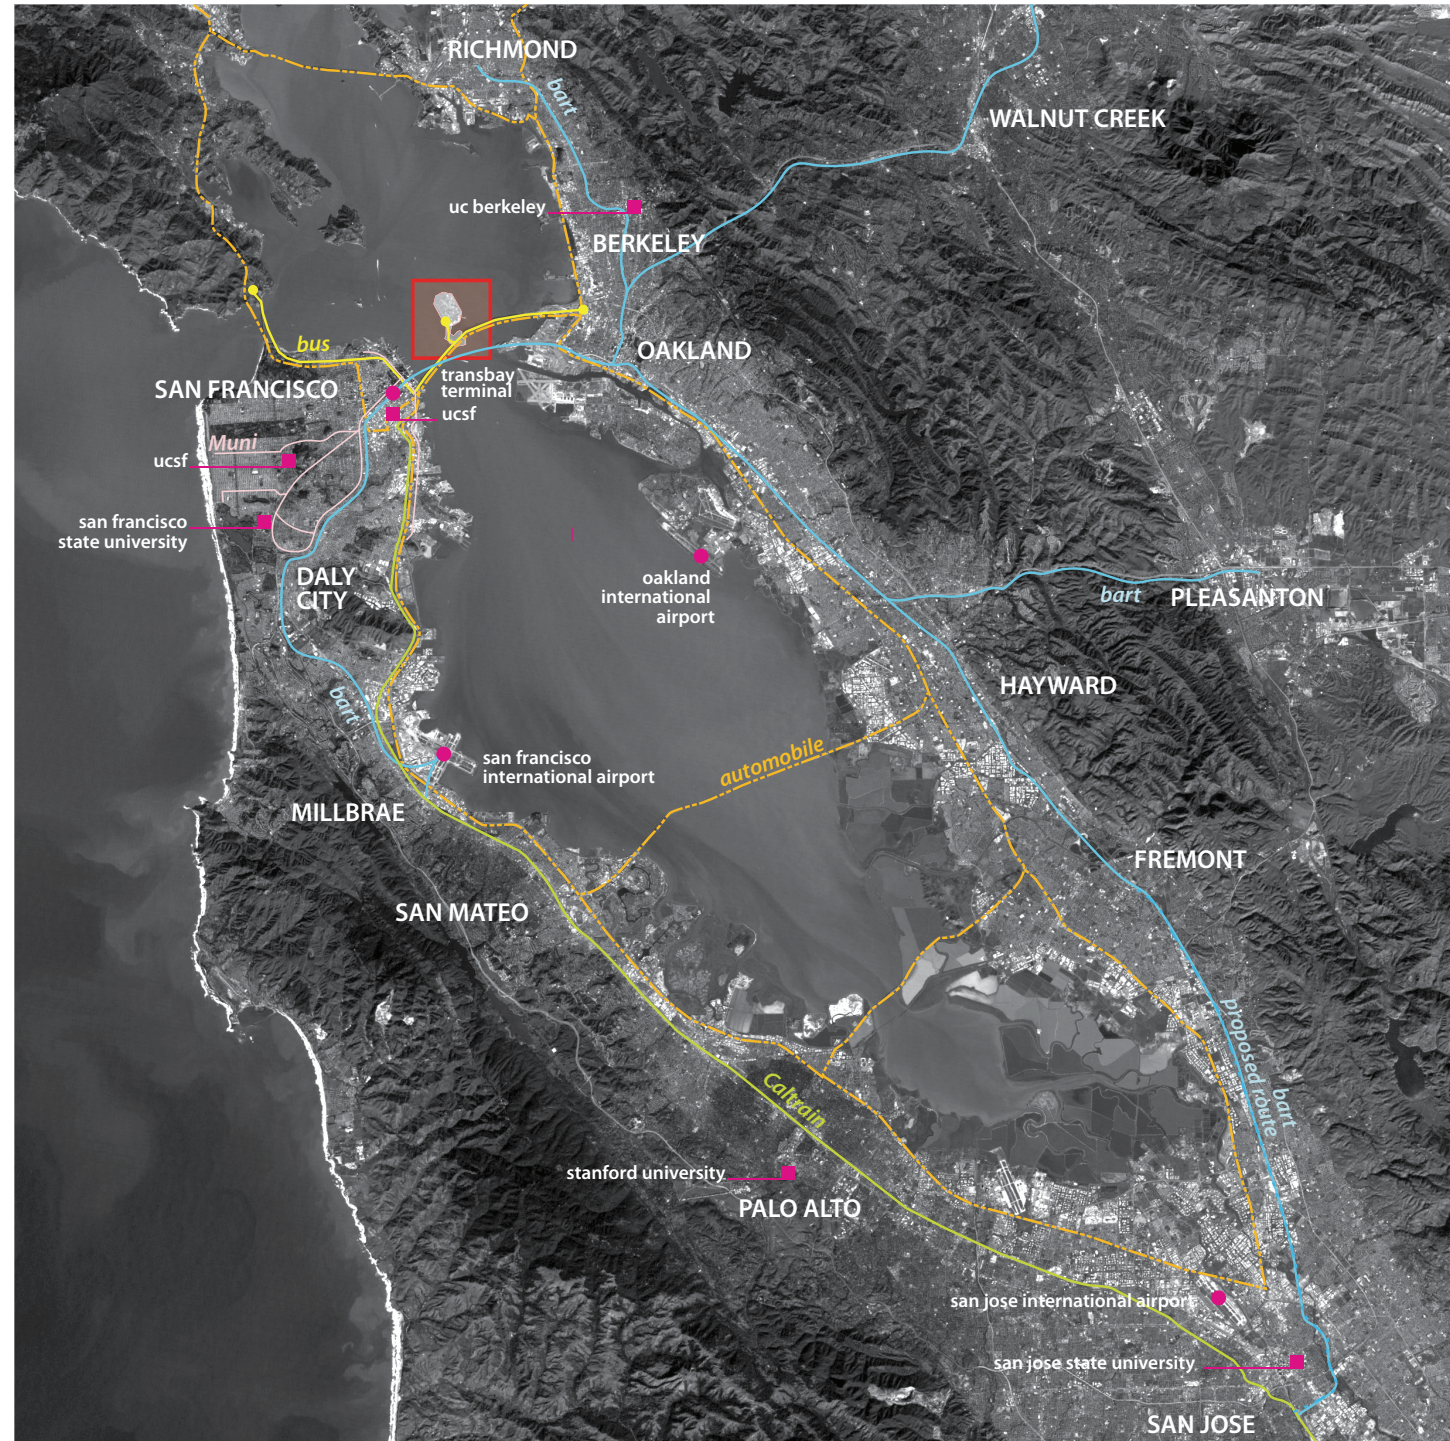 RICHMOND
bart
WALNUT CREEK
uc berkeley
BERKELEY
bus
OAKLAND
transbay
terminal
SAN FRANCISCO
ucsf
Muni
ucsf
san francisco
state university
DALY
CITY
oakland
international
airport
bart
PLEASANTON
HAYWARD
bart
automobile
san francisco
international airport
MILLBRAE
FREMONT
SAN MATEO
proposed route
bart
Caltrain
stanford university
PALO ALTO
san jose international airport
san jose state university
SAN JOSE